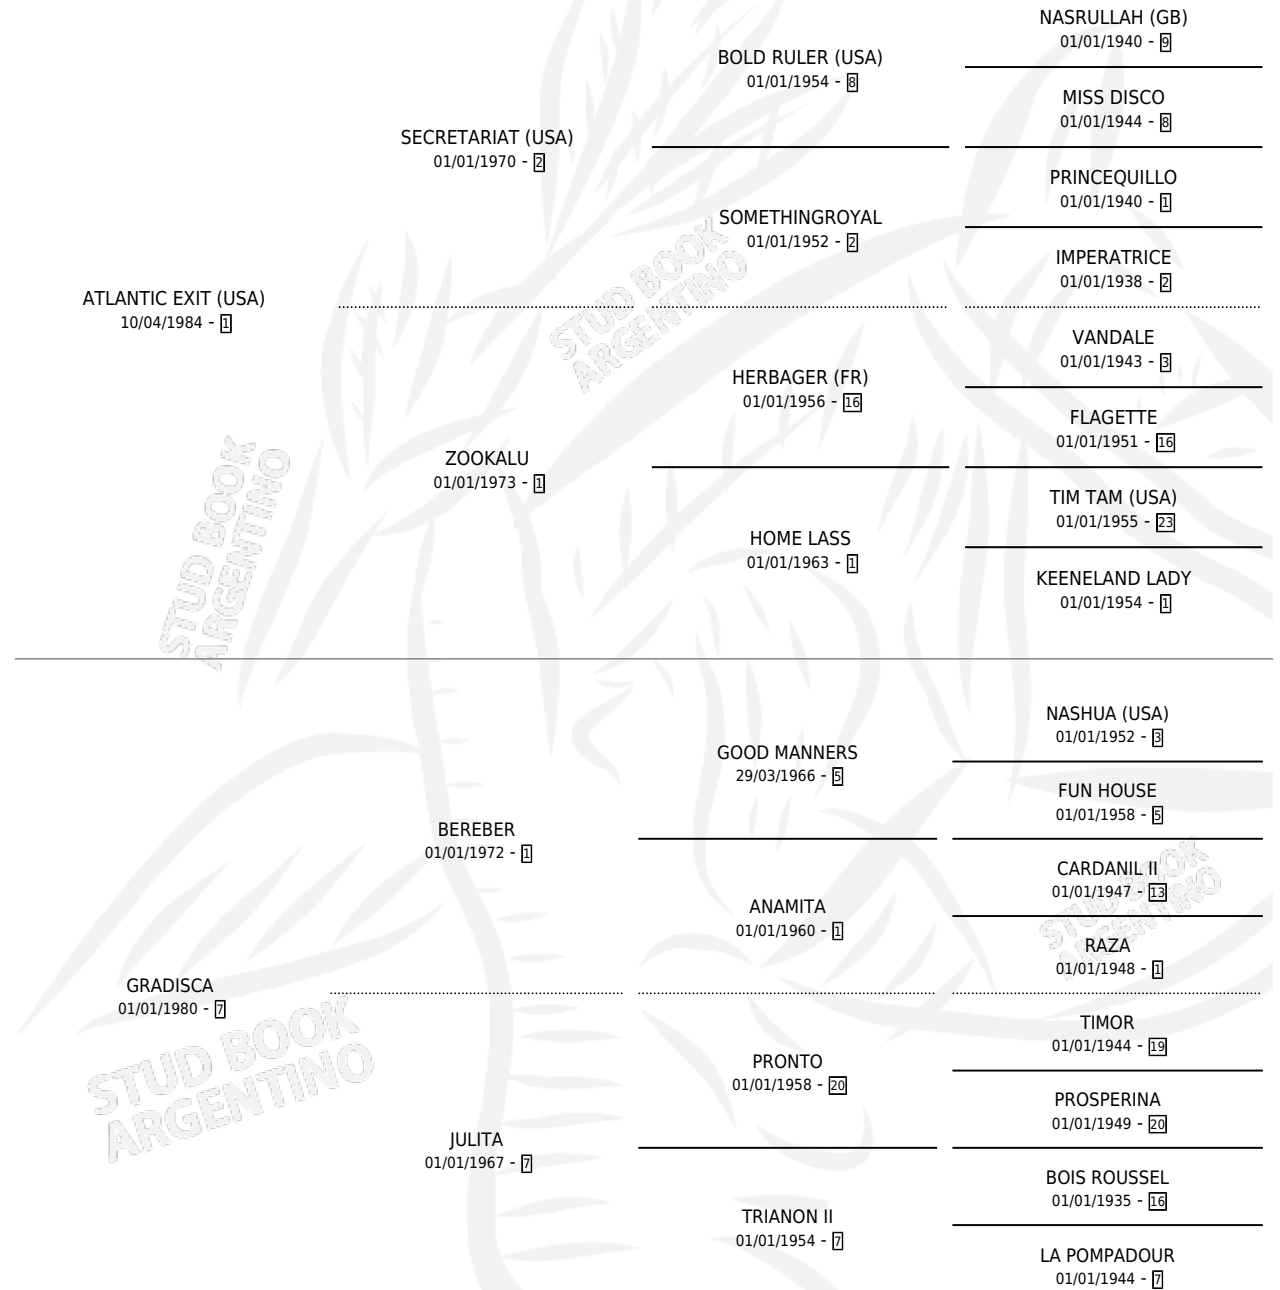 NASRULLAH (GB)
01/01/1940 - 9
BOLD RULER (USA)
01/01/1954 - 8
MISS DISCO
01/01/1944 - 8
SECRETARIAT (USA)
01/01/1970 - 2
PRINCEQUILLO
01/01/1940 - 1
SOMETHINGROYAL
01/01/1952 - 2
IMPERATRICE
01/01/1938 - 2
ATLANTIC EXIT (USA)
10/04/1984 - 1
VANDALE
01/01/1943 - 3
HERBAGER (FR)
01/01/1956 - 16
FLAGETTE
01/01/1951 - 16
ZOOKALU
01/01/1973 - 1
TIM TAM (USA)
01/01/1955 - 23
HOME LASS
01/01/1963 - 1
KEENELAND LADY
01/01/1954 - 1
NASHUA (USA)
01/01/1952 - 3
GOOD MANNERS
29/03/1966 - 5
FUN HOUSE
01/01/1958 - 5
BEREBER
01/01/1972 - 1
CARDANIL II
01/01/1947 - 13
ANAMITA
01/01/1960 - 1
RAZA
01/01/1948 - 1
GRADISCA
01/01/1980 - 7
TIMOR
01/01/1944 - 19
PRONTO
01/01/1958 - 20
PROSPERINA
01/01/1949 - 20
JULITA
01/01/1967 - 7
BOIS ROUSSEL
01/01/1935 - 16
TRIANON II
01/01/1954 - 7
LA POMPADOUR
01/01/1944 - 7
STUD BOOK
ARGENTINO
STUD BOOK
ARGENTINO
STUD BOOK
ARGENTINO
STUD BOOK
ARGENTINO